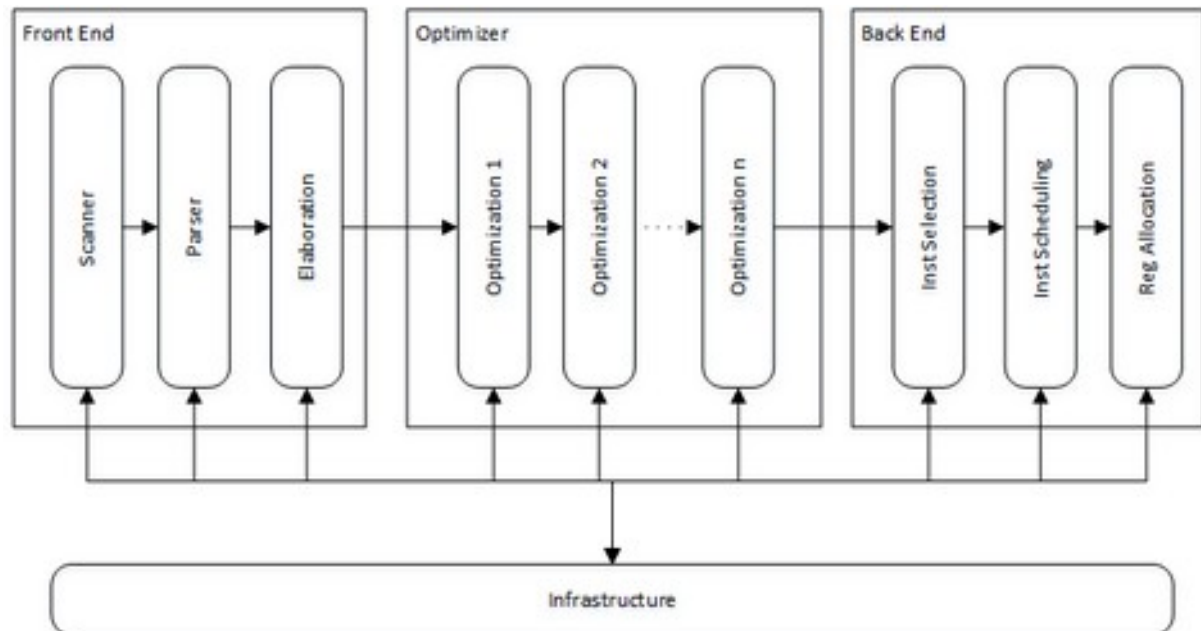 Front End
Scanner
Parser
Elaboration
Optimizer
Optimization 1
Optimization 2
Optimization n
Back End
Inst Selection
Inst Scheduling
Reg Allocation
Infrastructure